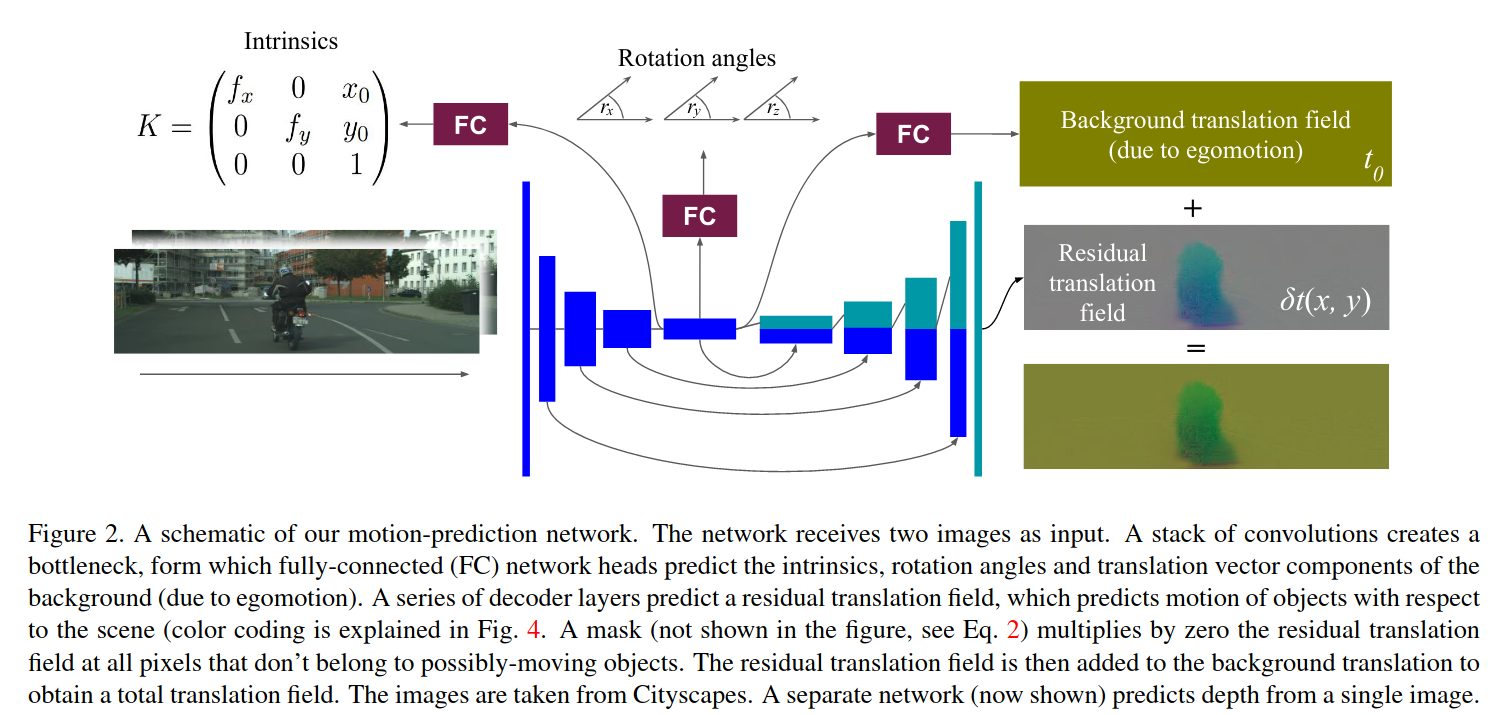 Intrinsics
Rotation angles
K = ( f_x 0 x_0
0 f_y y_0
0 0 1 )
FC
r_x r_y r_z
FC
FC
Background translation field
(due to egomotion)
t_0
+
Residual
translation
field
δt(x, y)
=
Figure 2. A schematic of our motion-prediction network. The network receives two images as input. A stack of convolutions creates a
bottleneck, form which fully-connected (FC) network heads predict the intrinsics, rotation angles and translation vector components of the
background (due to egomotion). A series of decoder layers predict a residual translation field, which predicts motion of objects with respect
to the scene (color coding is explained in Fig. 4. A mask (not shown in the figure, see Eq. 2) multiplies by zero the residual translation
field at all pixels that don't belong to possibly-moving objects. The residual translation field is then added to the background translation to
obtain a total translation field. The images are taken from Cityscapes. A separate network (now shown) predicts depth from a single image.